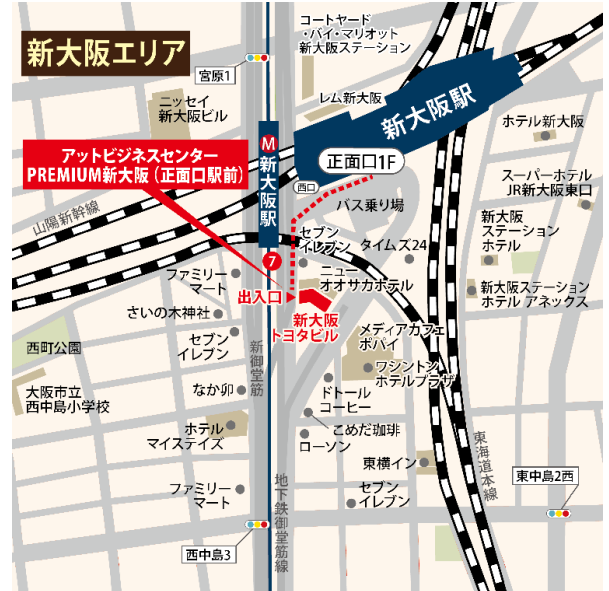 新大阪エリア
コートヤード
・バイ・マリオット
新大阪ステーション
宮原1
ニッセイ
新大阪ビル
レム新大阪
新大阪駅
ホテル新大阪
アットビジネスセンター
PREMIUM新大阪（正面口駅前）
M
新大阪駅
正面口1F
西口
スーパーホテル
JR新大阪東口
山陽新幹線
バス乗り場
セブン
イレブン
タイムズ24
新大阪
ステーション
ホテル
7
ファミリー
マート
ニュー
オオサカホテル
新大阪ステーション
ホテル アネックス
出入口
さいの木神社
新大阪
トヨタビル
セブン
イレブン
メディアカフェ
ポパイ
西町公園
新御堂筋
ワシントン
ホテルプラザ
大阪市立
西中島小学校
なか卯
ドトール
コーヒー
ホテル
マイステイズ
こめだ珈琲
ローソン
東海道本線
東横イン
東中島2西
ファミリー
マート
地下鉄御堂筋線
セブン
イレブン
西中島3